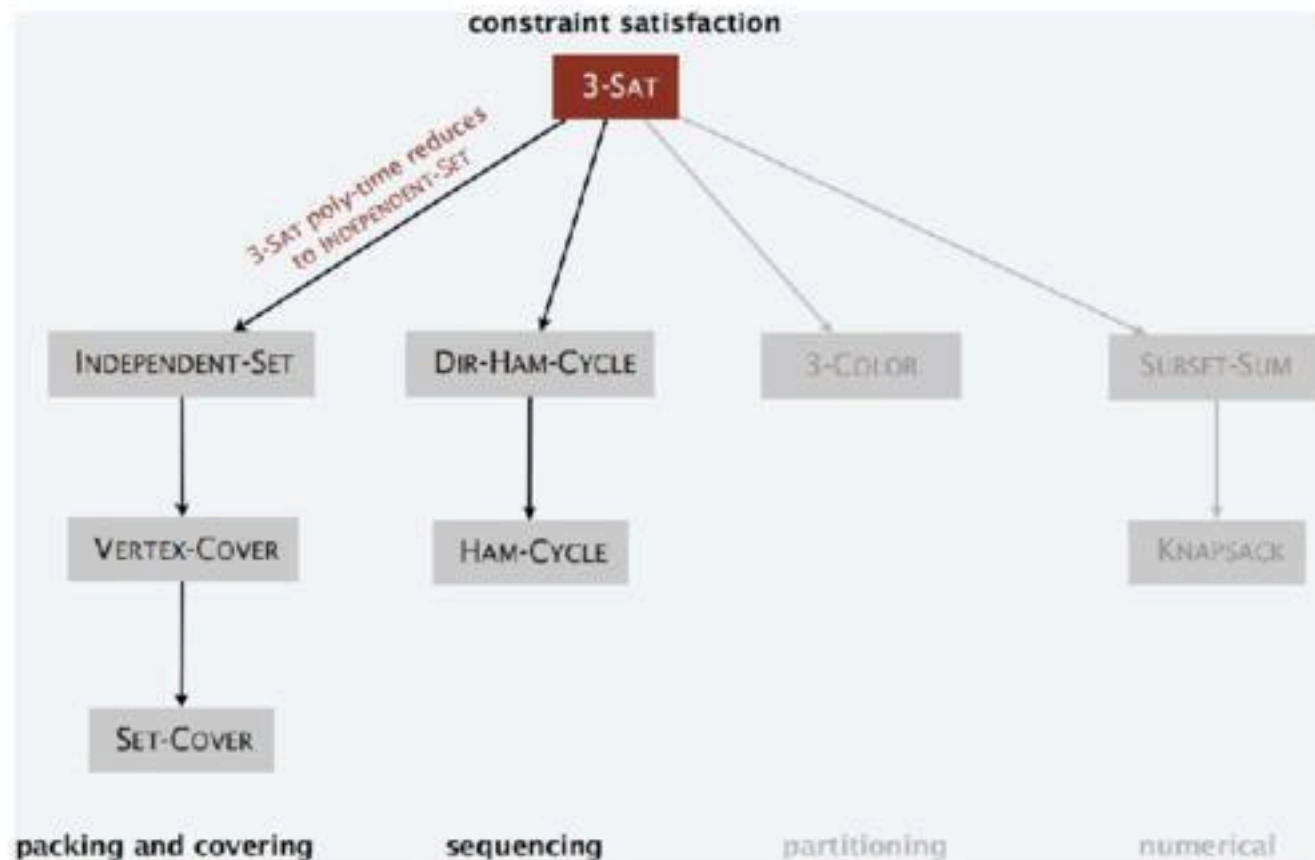 constraint satisfaction
3-SAT
3-SAT poly-time reduces
to INDEPENDENT-SET
INDEPENDENT-SET
DIR-HAM-CYCLE
3-COLOR
SUBSET-SUM
VERTEX-COVER
HAM-CYCLE
KNAPSACK
SET-COVER
packing and covering
sequencing
partitioning
numerical